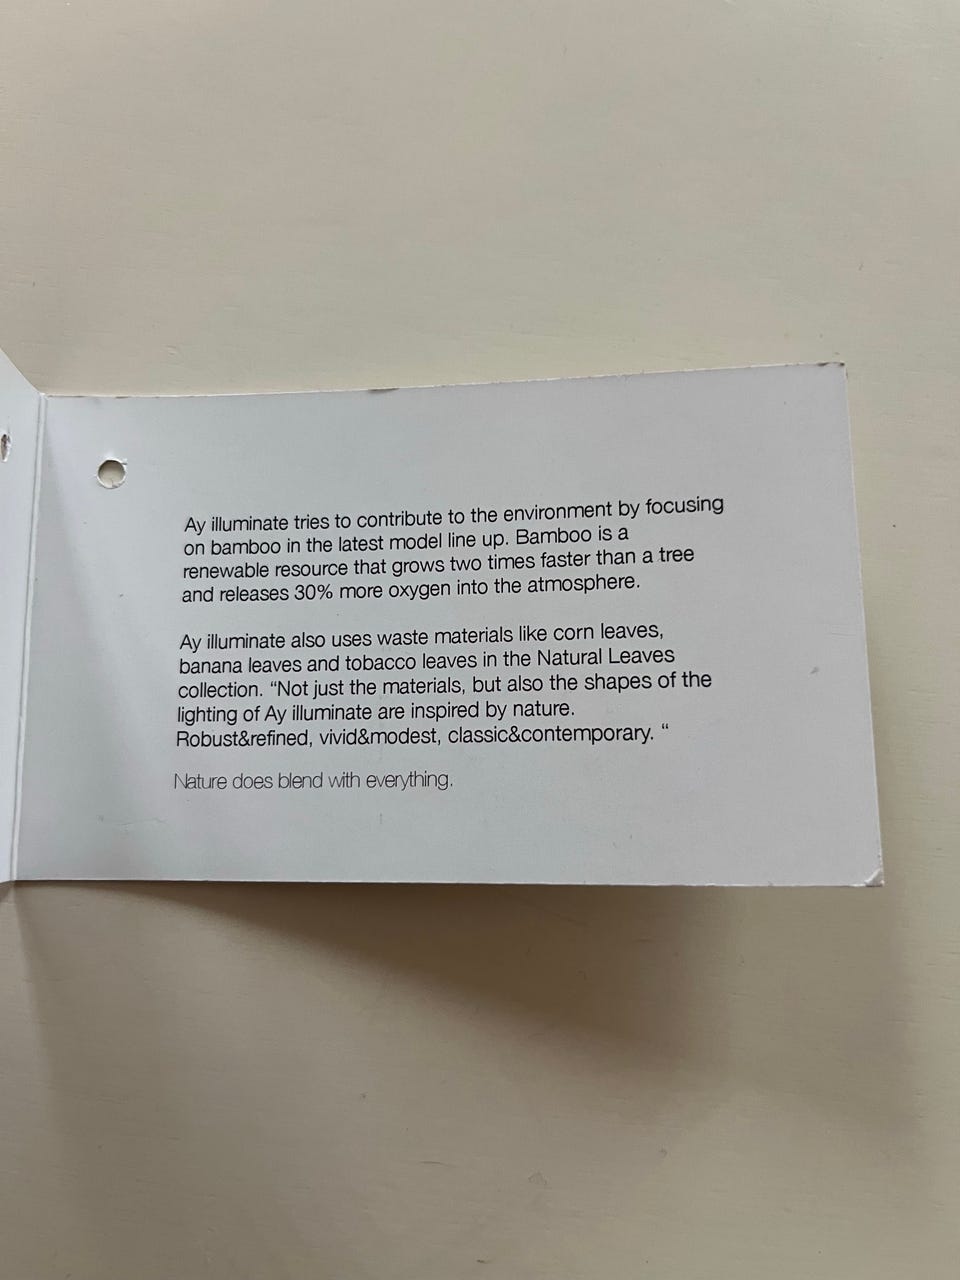 Ay illuminate tries to contribute to the environment by focusing
on bamboo in the latest model line up. Bamboo is a
renewable resource that grows two times faster than a tree
and releases 30% more oxygen into the atmosphere.
Ay illuminate also uses waste materials like corn leaves,
banana leaves and tobacco leaves in the Natural Leaves
collection. “Not just the materials, but also the shapes of the
lighting of Ay illuminate are inspired by nature.
Robust&refined, vivid&modest, classic&contemporary. “
Nature does blend with everything.